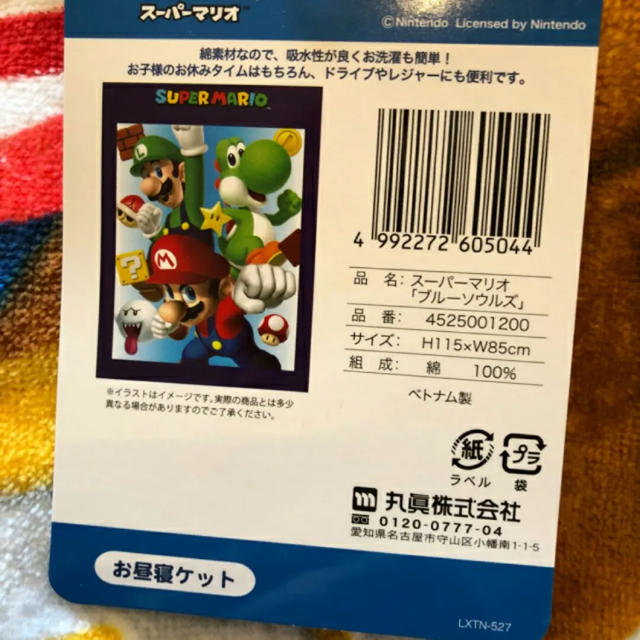 スーパーマリオ™
©Nintendo Licensed by Nintendo
綿素材なので、吸水性が良くお洗濯も簡単！
お子様のお休みタイムはもちろん、ドライブやレジャーにも便利です。
SUPER MARIO™
?
M
4 992272 605044
品 名: スーパーマリオ
「ブルーソウルズ」
品 番: 4525001200
サイズ: H115×W85cm
組 成: 綿 100%
ベトナム製
※イラストはイメージです。実際の商品とは多少
異なる場合がありますのでご了承ください。
紙 プラ
ラベル 袋
m 丸眞株式会社
0120-0777-04
愛知県名古屋市守山区小幡南1-1-5
お昼寝ケット
LXTN-527